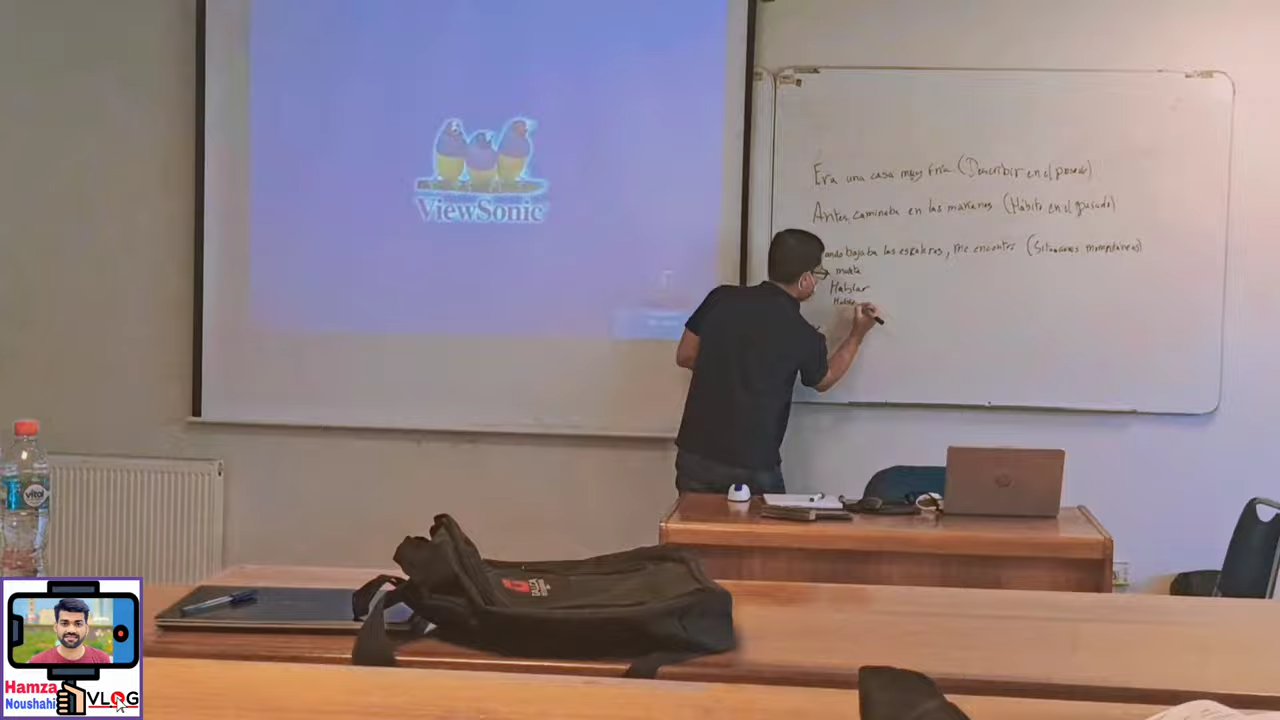 ViewSonic
Era una casa muy fría (Describir en el pasado)
Antes caminaba en las mañanas (Hábito en el pasado)
bajaba las escaleras, me encontré (Situaciones momentáneas)
Hablar
vital
Hamza
Noushahi
VLOG